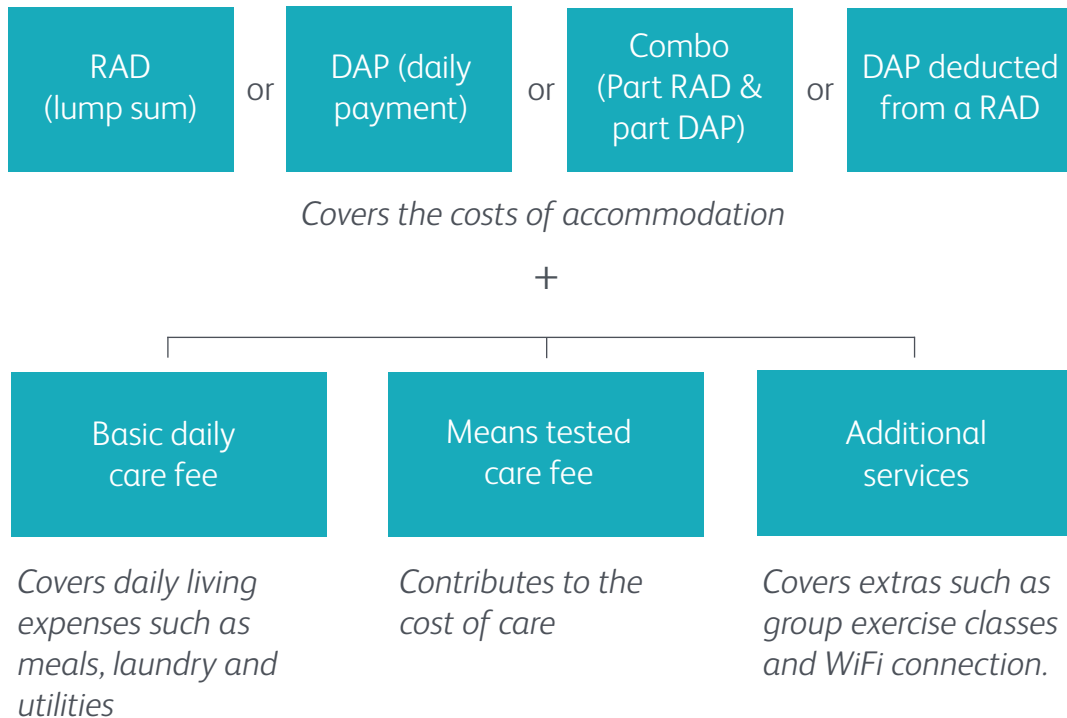 RAD
(lump sum)
or
DAP (daily
payment)
or
Combo
(Part RAD &
part DAP)
or
DAP deducted
from a RAD
Covers the costs of accommodation
+
Basic daily
care fee
Means tested
care fee
Additional
services
Covers daily living
expenses such as
meals, laundry and
utilities
Contributes to the
cost of care
Covers extras such as
group exercise classes
and WiFi connection.